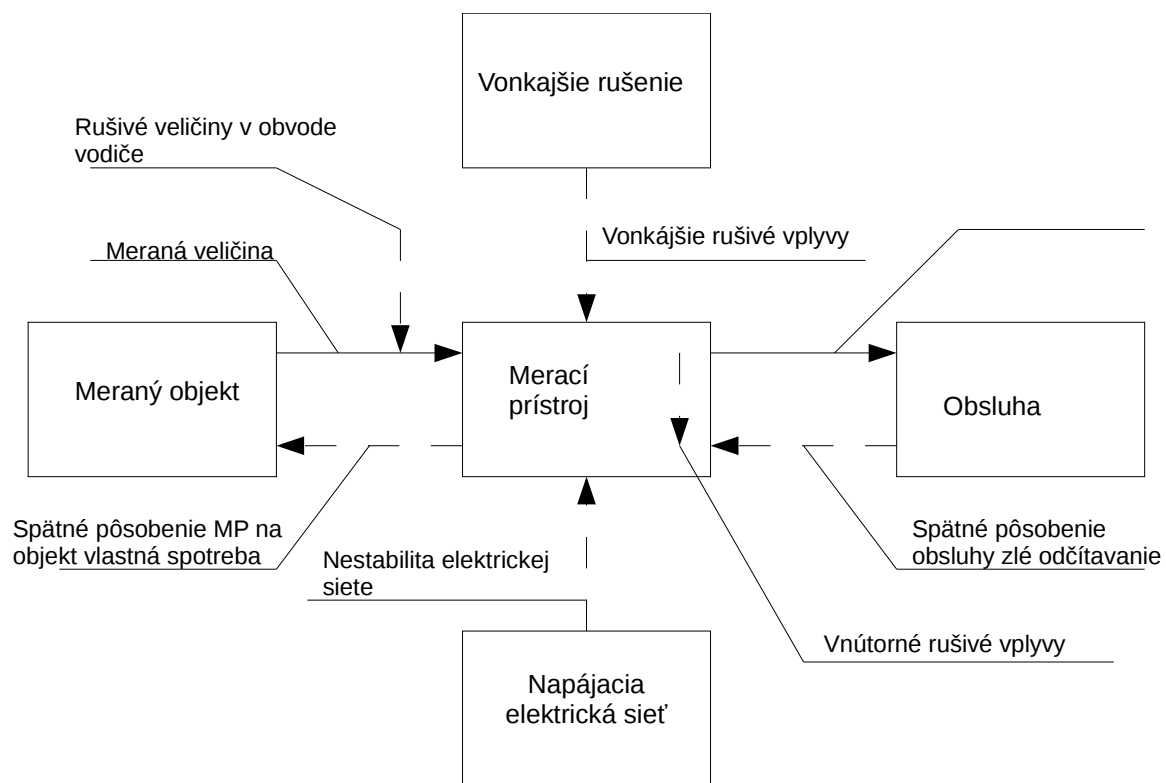 Vonkajšie rušenie
Rušivé veličiny v obvode
vodiče
Vonkájšie rušivé vplyvy
Meraná veličina
Meraný objekt
Merací
prístroj
Obsluha
Spätné pôsobenie MP na
objekt vlastná spotreba
Nestabilita elektrickej
siete
Spätné pôsobenie
obsluhy zlé odčítavanie
Vnútorné rušivé vplyvy
Napájacia
elektrická sieť